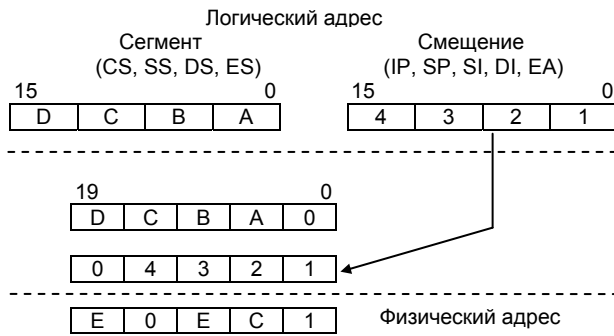 Логический адрес
Сегмент Смещение
(CS, SS, DS, ES) (IP, SP, SI, DI, EA)
15 0 15 0
D C B A 4 3 2 1
19 0
D C B A 0
0 4 3 2 1
E 0 E C 1 Физический адрес